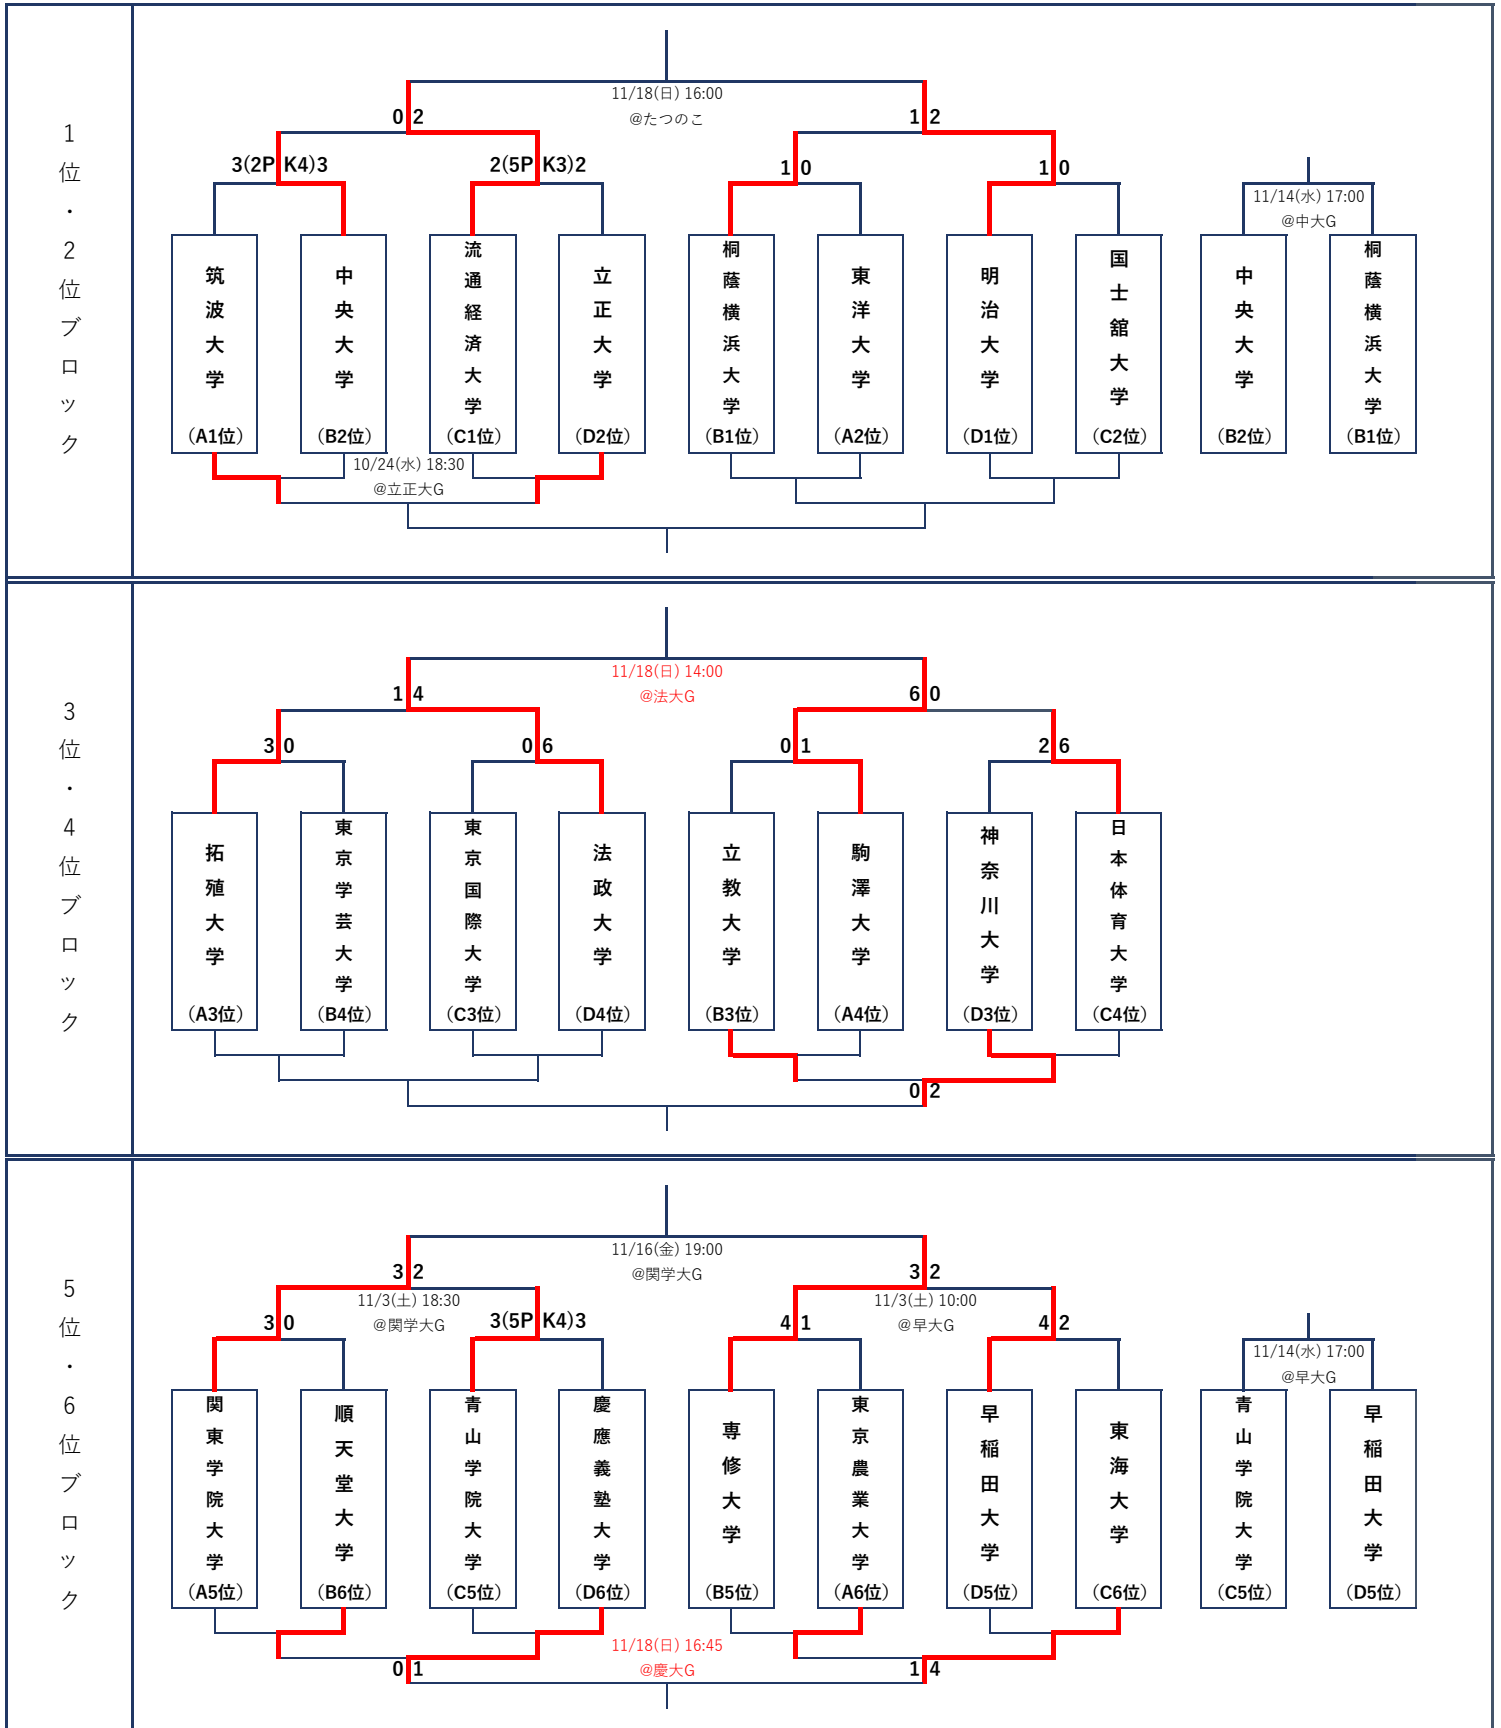 1位・2位ブロック
11/18(日) 16:00
@たつのこ
0 2
1 2
3(2PK4)3
2(5PK3)2
1 0
1 0
11/14(水) 17:00
@中大G
筑波大学
(A1位)
中央大学
(B2位)
流通経済大学
(C1位)
立正大学
(D2位)
桐蔭横浜大学
(B1位)
東洋大学
(A2位)
明治大学
(D1位)
国士舘大学
(C2位)
中央大学
(B2位)
桐蔭横浜大学
(B1位)
10/24(水) 18:30
@立正大G
3位・4位ブロック
11/18(日) 14:00
@法大G
1 4
6 0
3 0
0 6
0 1
2 6
拓殖大学
(A3位)
東京学芸大学
(B4位)
東京国際大学
(C3位)
法政大学
(D4位)
立教大学
(B3位)
駒澤大学
(A4位)
神奈川大学
(D3位)
日本体育大学
(C4位)
0 2
5位・6位ブロック
11/16(金) 19:00
@関学大G
3 2
3 2
11/3(土) 18:30
@関学大G
11/3(土) 10:00
@早大G
3 0
3(5PK4)3
4 1
4 2
11/14(水) 17:00
@早大G
関東学院大学
(A5位)
順天堂大学
(B6位)
青山学院大学
(C5位)
慶應義塾大学
(D6位)
専修大学
(B5位)
東京農業大学
(A6位)
早稲田大学
(D5位)
東海大学
(C6位)
青山学院大学
(C5位)
早稲田大学
(D5位)
11/18(日) 16:45
@慶大G
0 1
1 4